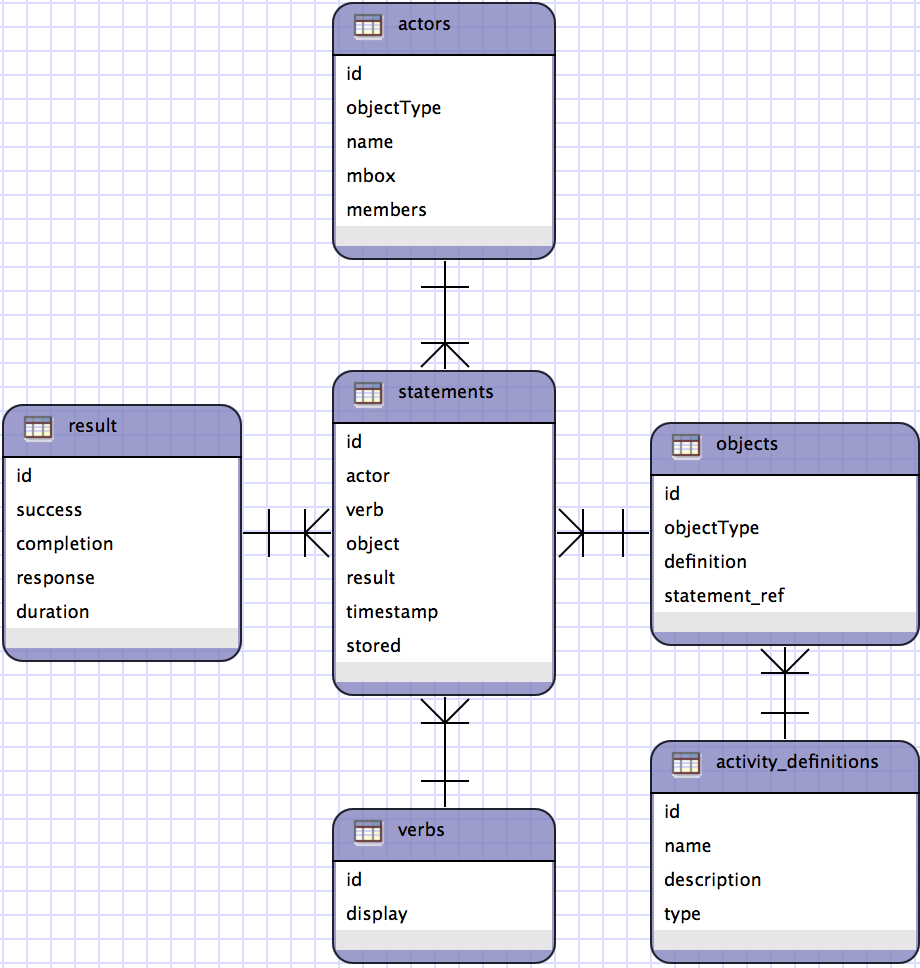 actors
id
objectType
name
mbox
members
statements
id
actor
verb
object
result
timestamp
stored
result
id
success
completion
response
duration
objects
id
objectType
definition
statement_ref
verbs
id
display
activity_definitions
id
name
description
type